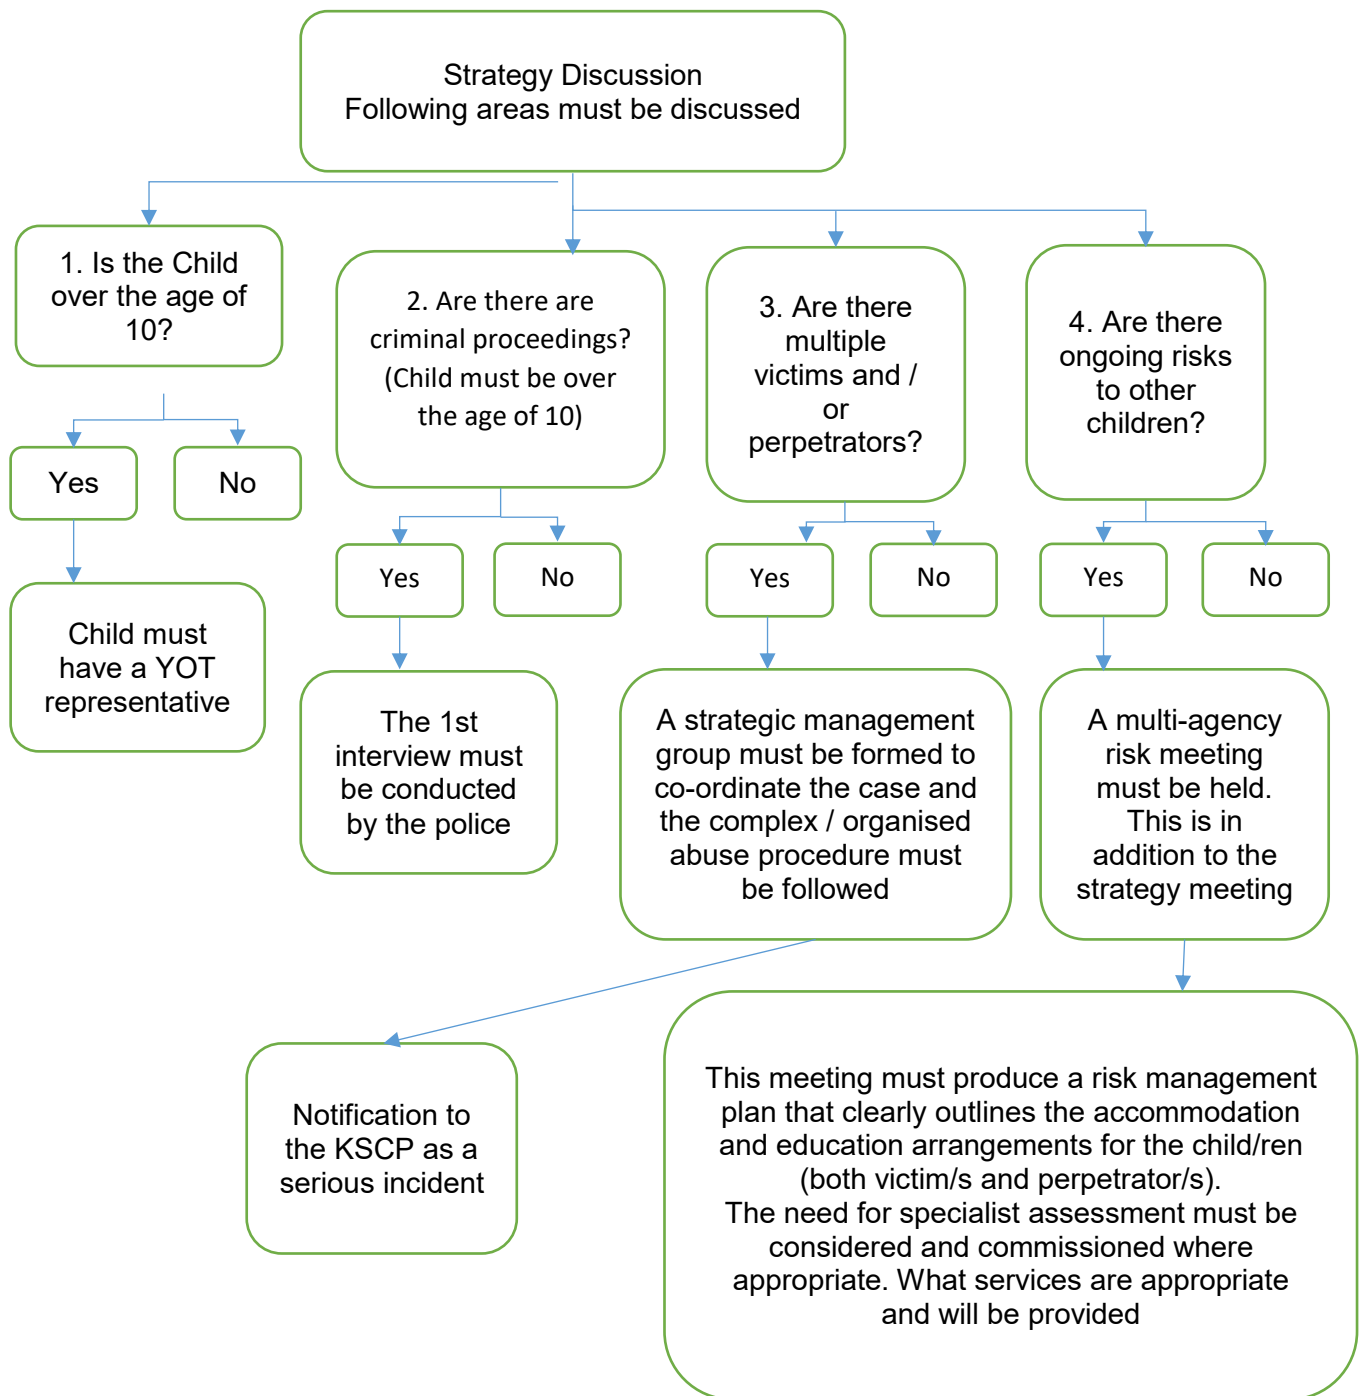 Strategy Discussion
Following areas must be discussed
1. Is the Child
over the age of
10?
2. Are there are
criminal proceedings?
(Child must be over
the age of 10)
3. Are there
multiple
victims and /
or
perpetrators?
4. Are there
ongoing risks
to other
children?
Yes
No
Yes
No
Yes
No
Yes
No
Child must
have a YOT
representative
The 1st
interview must
be conducted
by the police
A strategic management
group must be formed to
co-ordinate the case and
the complex / organised
abuse procedure must
be followed
A multi-agency
risk meeting
must be held.
This is in
addition to the
strategy meeting
Notification to
the KSCP as a
serious incident
This meeting must produce a risk management
plan that clearly outlines the accommodation
and education arrangements for the child/ren
(both victim/s and perpetrator/s).
The need for specialist assessment must be
considered and commissioned where
appropriate. What services are appropriate
and will be provided